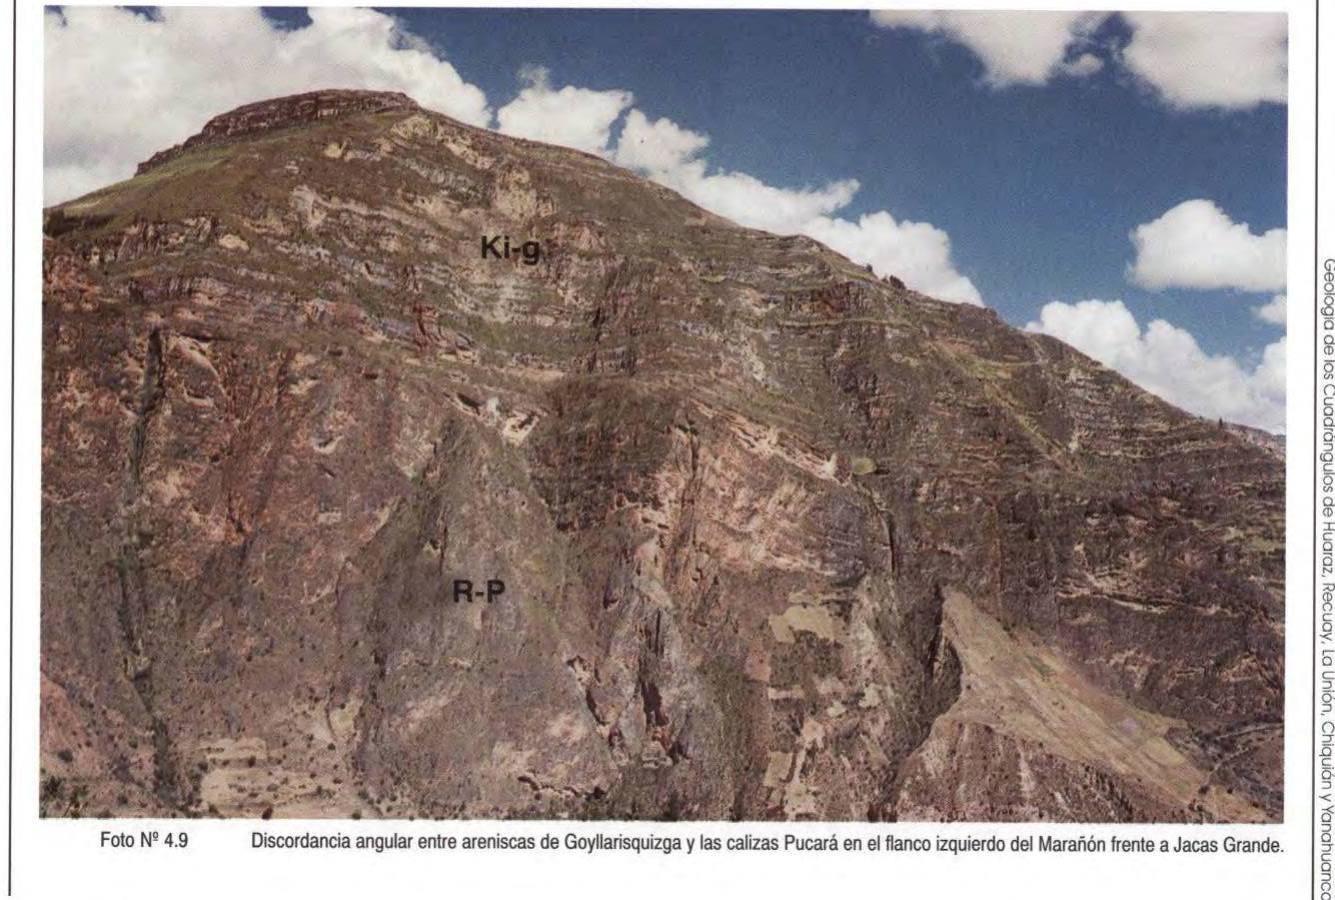 Ki-g
R-P
Foto Nº 4.9 Discordancia angular entre areniscas de Goyllarisquizga y las calizas Pucará en el flanco izquierdo del Marañón frente a Jacas Grande.
Geología de los Cuadrángulos de Huaraz, Recuay, La Unión, Chiquián y Yanahuanca